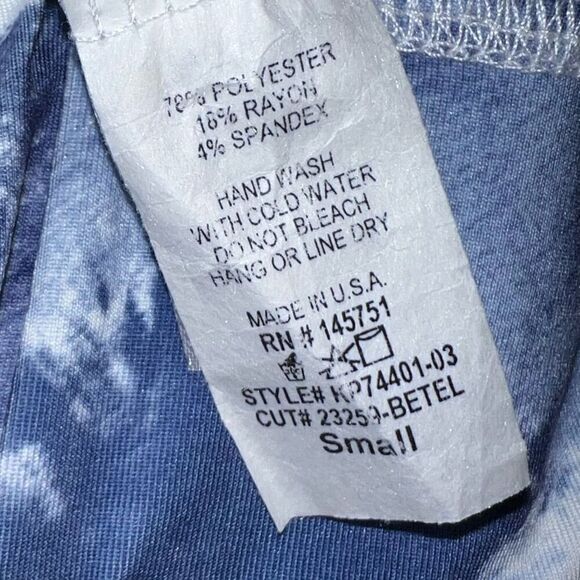 78% POLYESTER
18% RAYON
4% SPANDEX
HAND WASH
WITH COLD WATER
DO NOT BLEACH
HANG OR LINE DRY
MADE IN U.S.A.
RN # 145751
STYLE# KP74401-03
CUT# 23259-BETEL
Small